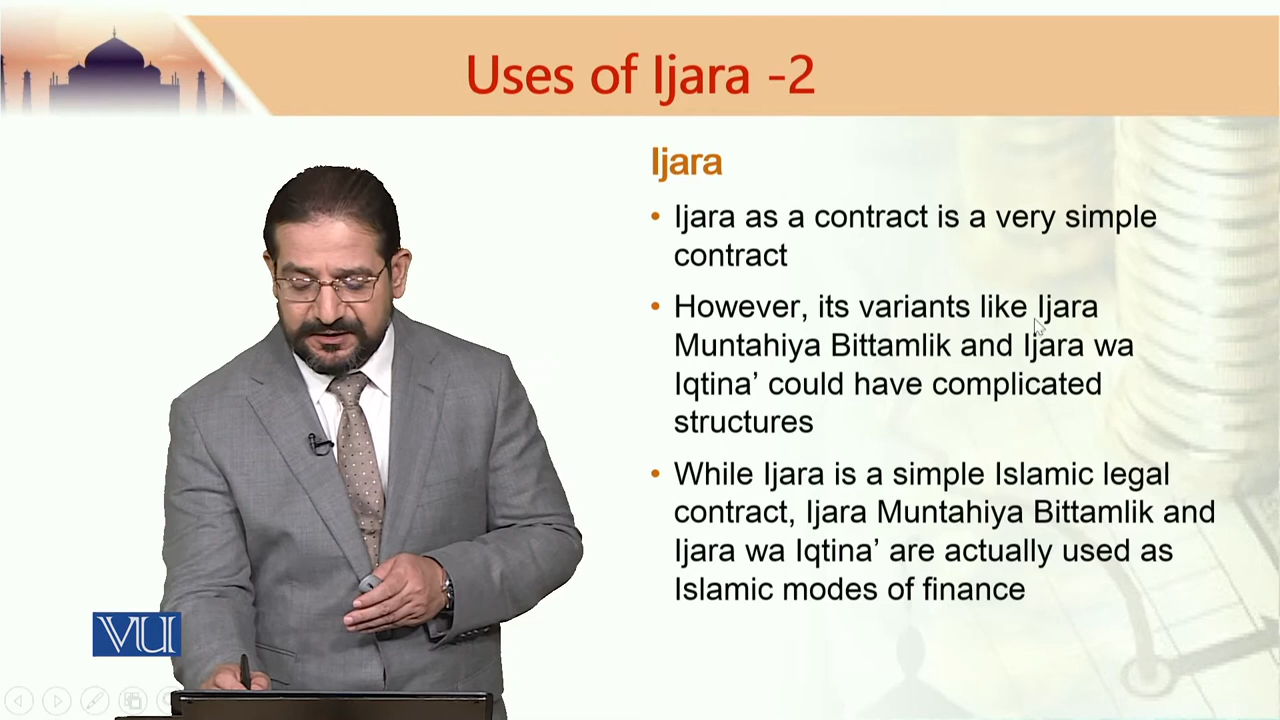 Uses of Ijara -2
Ijara
• Ijara as a contract is a very simple
contract
• However, its variants like Ijara
Muntahiya Bittamlik and Ijara wa
Iqtina’ could have complicated
structures
• While Ijara is a simple Islamic legal
contract, Ijara Muntahiya Bittamlik and
Ijara wa Iqtina’ are actually used as
Islamic modes of finance
VU